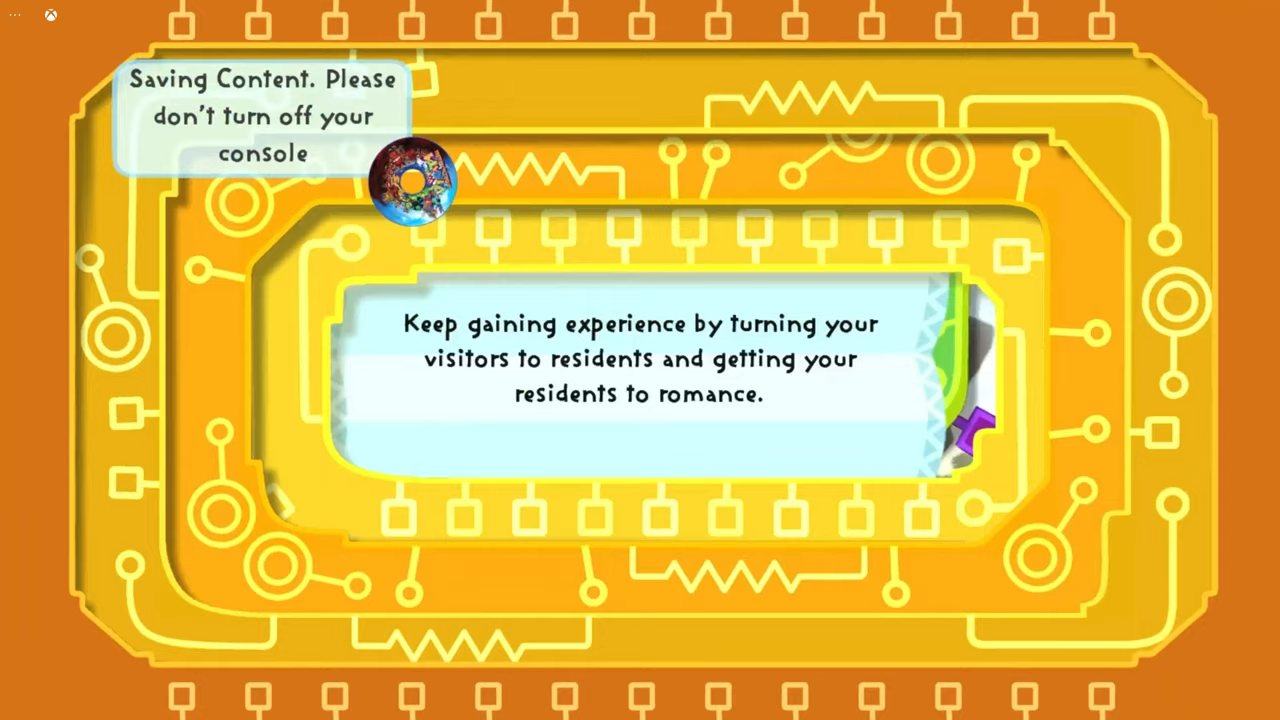 Saving Content. Please
don't turn off your
console
Keep gaining experience by turning your
visitors to residents and getting your
residents to romance.